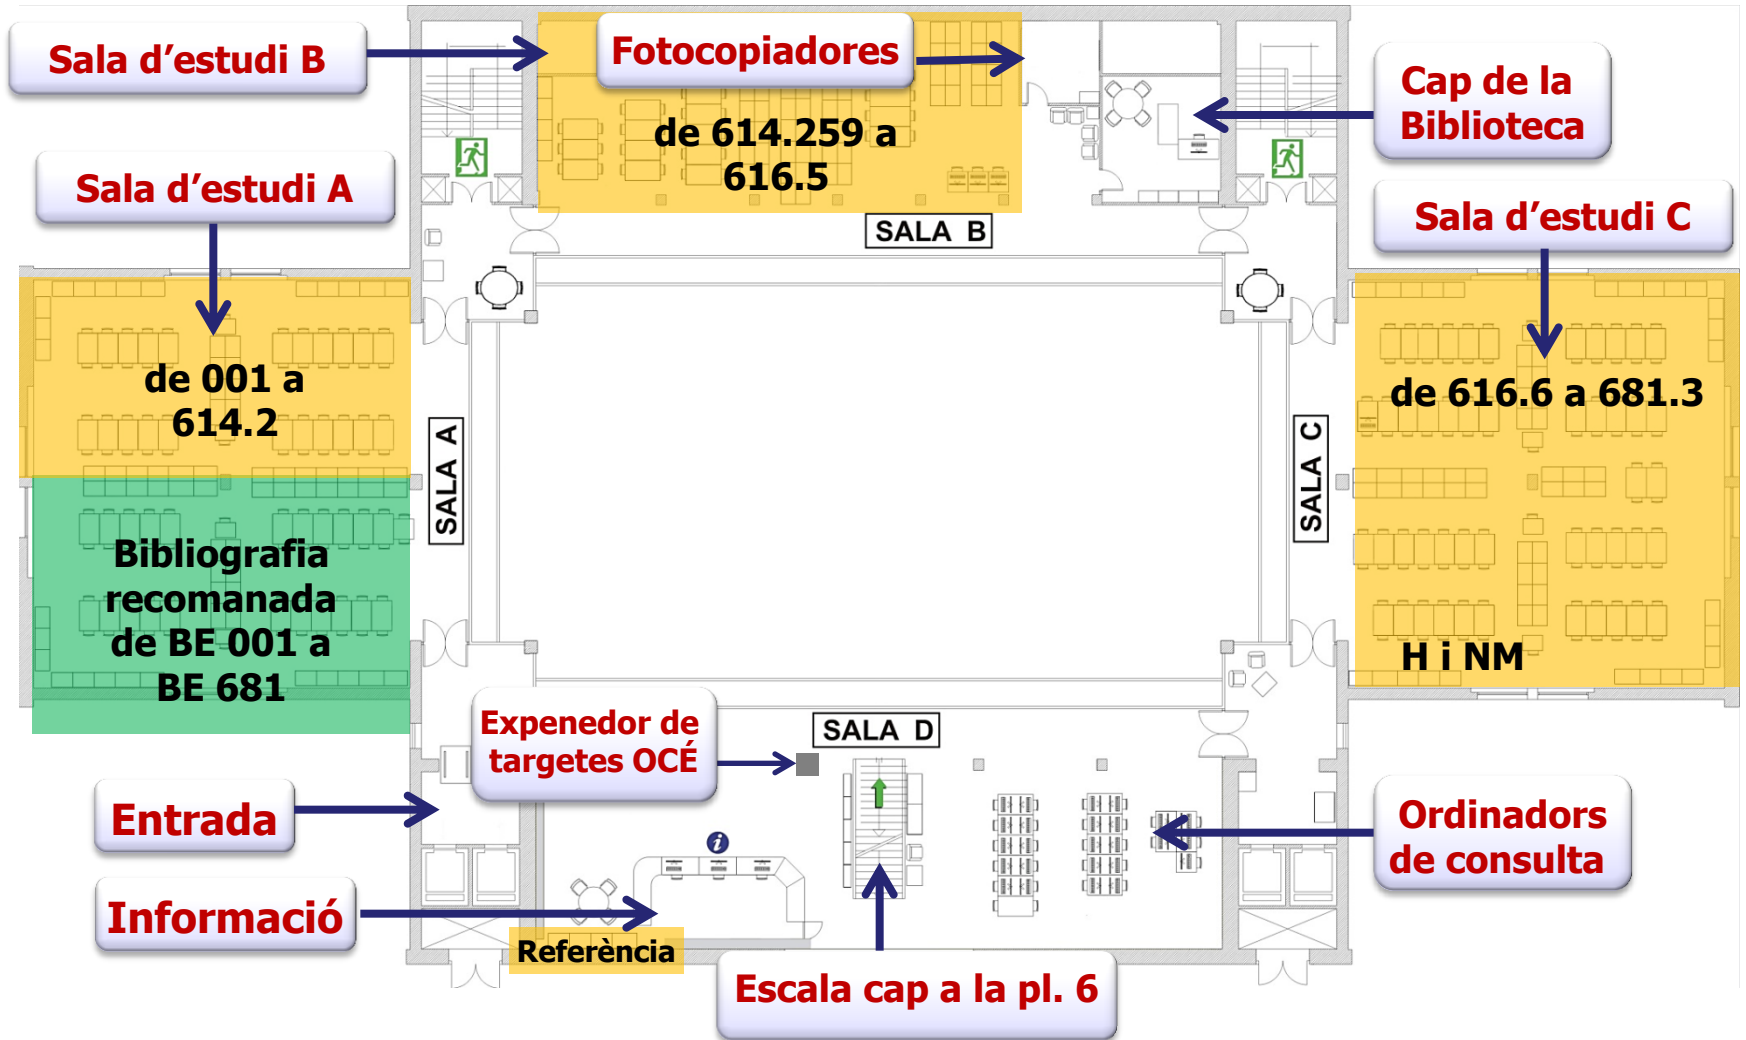 Sala d’estudi B
Fotocopiadores
Cap de la
Biblioteca
de 614.259 a
616.5
Sala d’estudi A
Sala d’estudi C
SALA B
de 001 a
614.2
de 616.6 a 681.3
SALA A
SALA C
Bibliografia
recomanada
de BE 001 a
BE 681
H i NM
Expenedor de
targetes OCÉ
SALA D
Entrada
Ordinadors
de consulta
i
Informació
Referència
Escala cap a la pl. 6